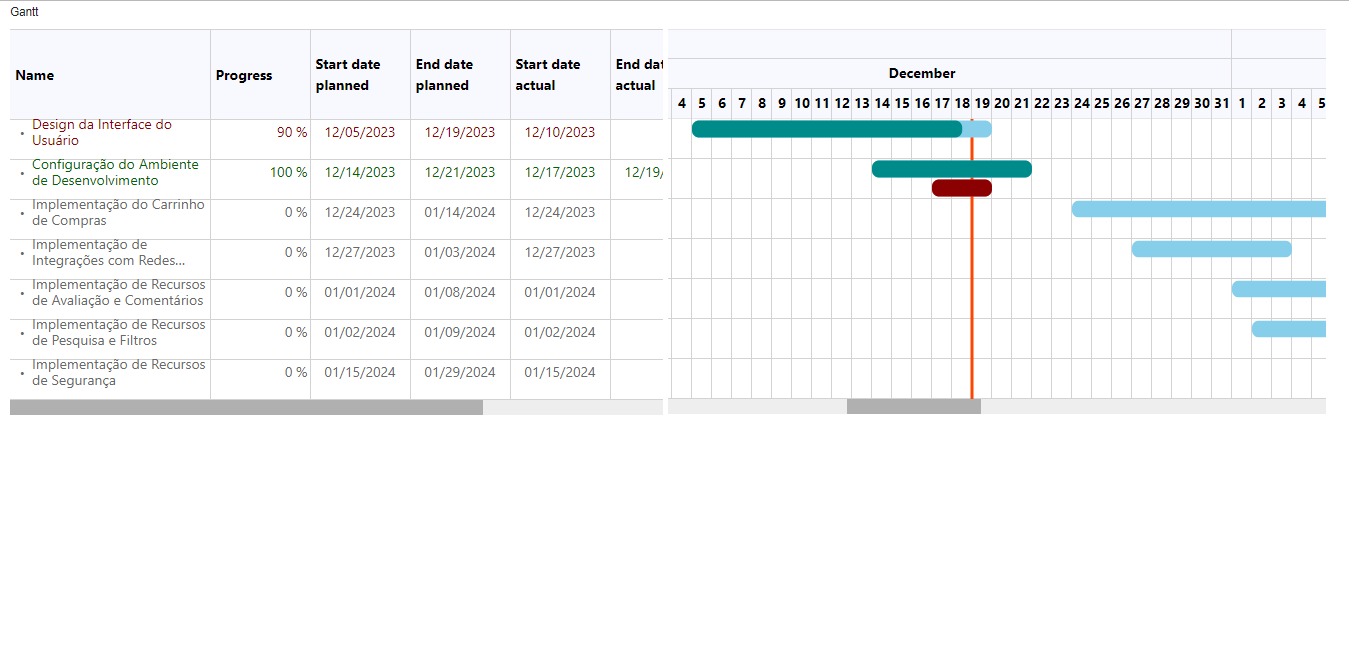 Gantt
Name
Progress
Start date
planned
End date
planned
Start date
actual
End dat
actual
December
4 5 6 7 8 9 10 11 12 13 14 15 16 17 18 19 20 21 22 23 24 25 26 27 28 29 30 31 1 2 3 4 5
Design da Interface do
Usuário
90 % 12/05/2023 12/19/2023 12/10/2023
Configuração do Ambiente
de Desenvolvimento
100 % 12/14/2023 12/21/2023 12/17/2023 12/19/
Implementação do Carrinho
de Compras
0 % 12/24/2023 01/14/2024 12/24/2023
Implementação de
Integrações com Redes...
0 % 12/27/2023 01/03/2024 12/27/2023
Implementação de Recursos
de Avaliação e Comentários
0 % 01/01/2024 01/08/2024 01/01/2024
Implementação de Recursos
de Pesquisa e Filtros
0 % 01/02/2024 01/09/2024 01/02/2024
Implementação de Recursos
de Segurança
0 % 01/15/2024 01/29/2024 01/15/2024